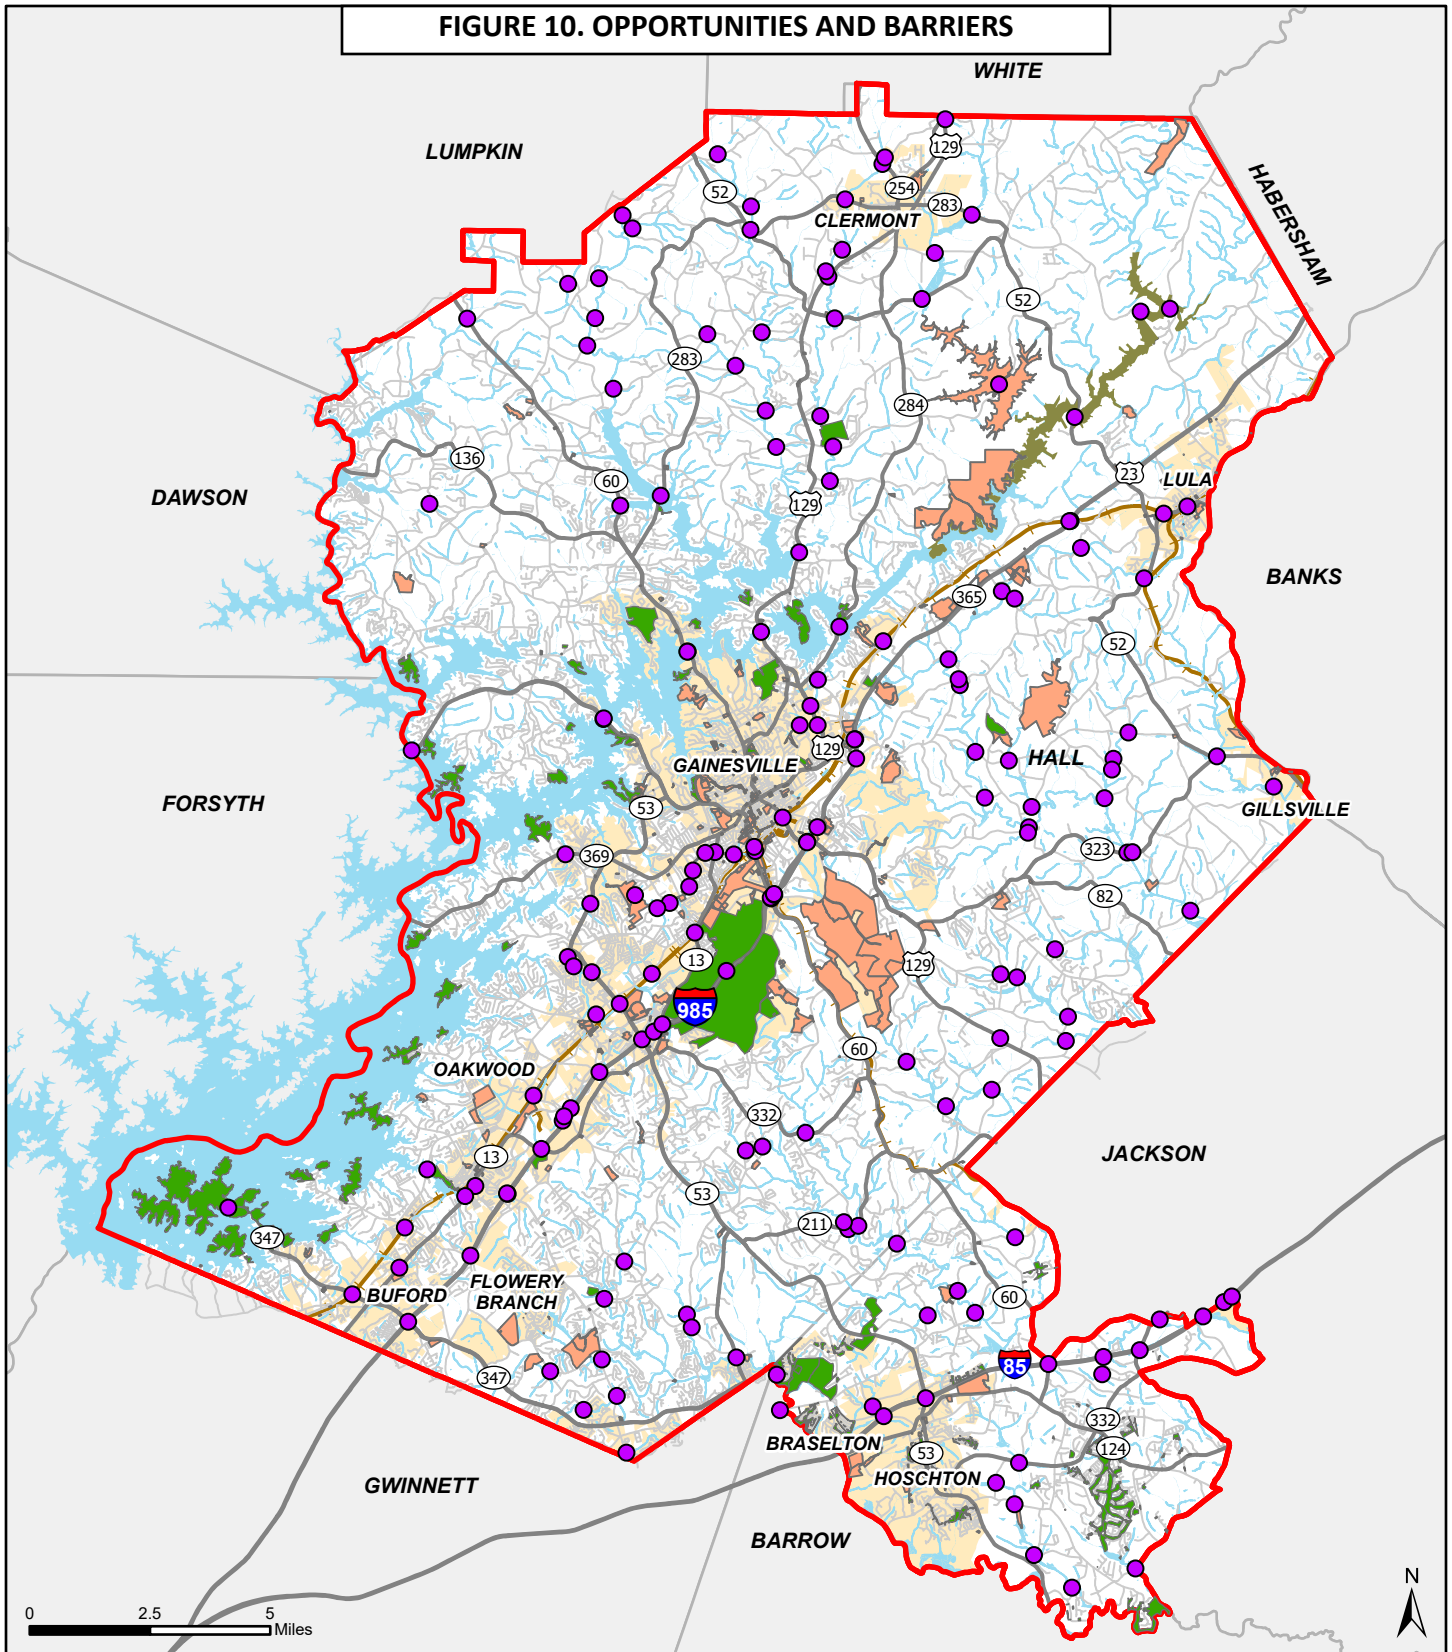 FIGURE 10. OPPORTUNITIES AND BARRIERS
WHITE
LUMPKIN
129
HABERSHAM
52
254
283
CLERMONT
52
283
284
136
23
60
LULA
DAWSON
129
BANKS
365
52
129
HALL
GAINESVILLE
FORSYTH
53
GILLSVILLE
323
369
82
13
129
985
60
OAKWOOD
332
13
JACKSON
53
211
347
FLOWERY
BRANCH
BUFORD
60
85
347
332
BRASELTON
124
53
HOSCHTON
GWINNETT
BARROW
N
0 2.5 5
Miles